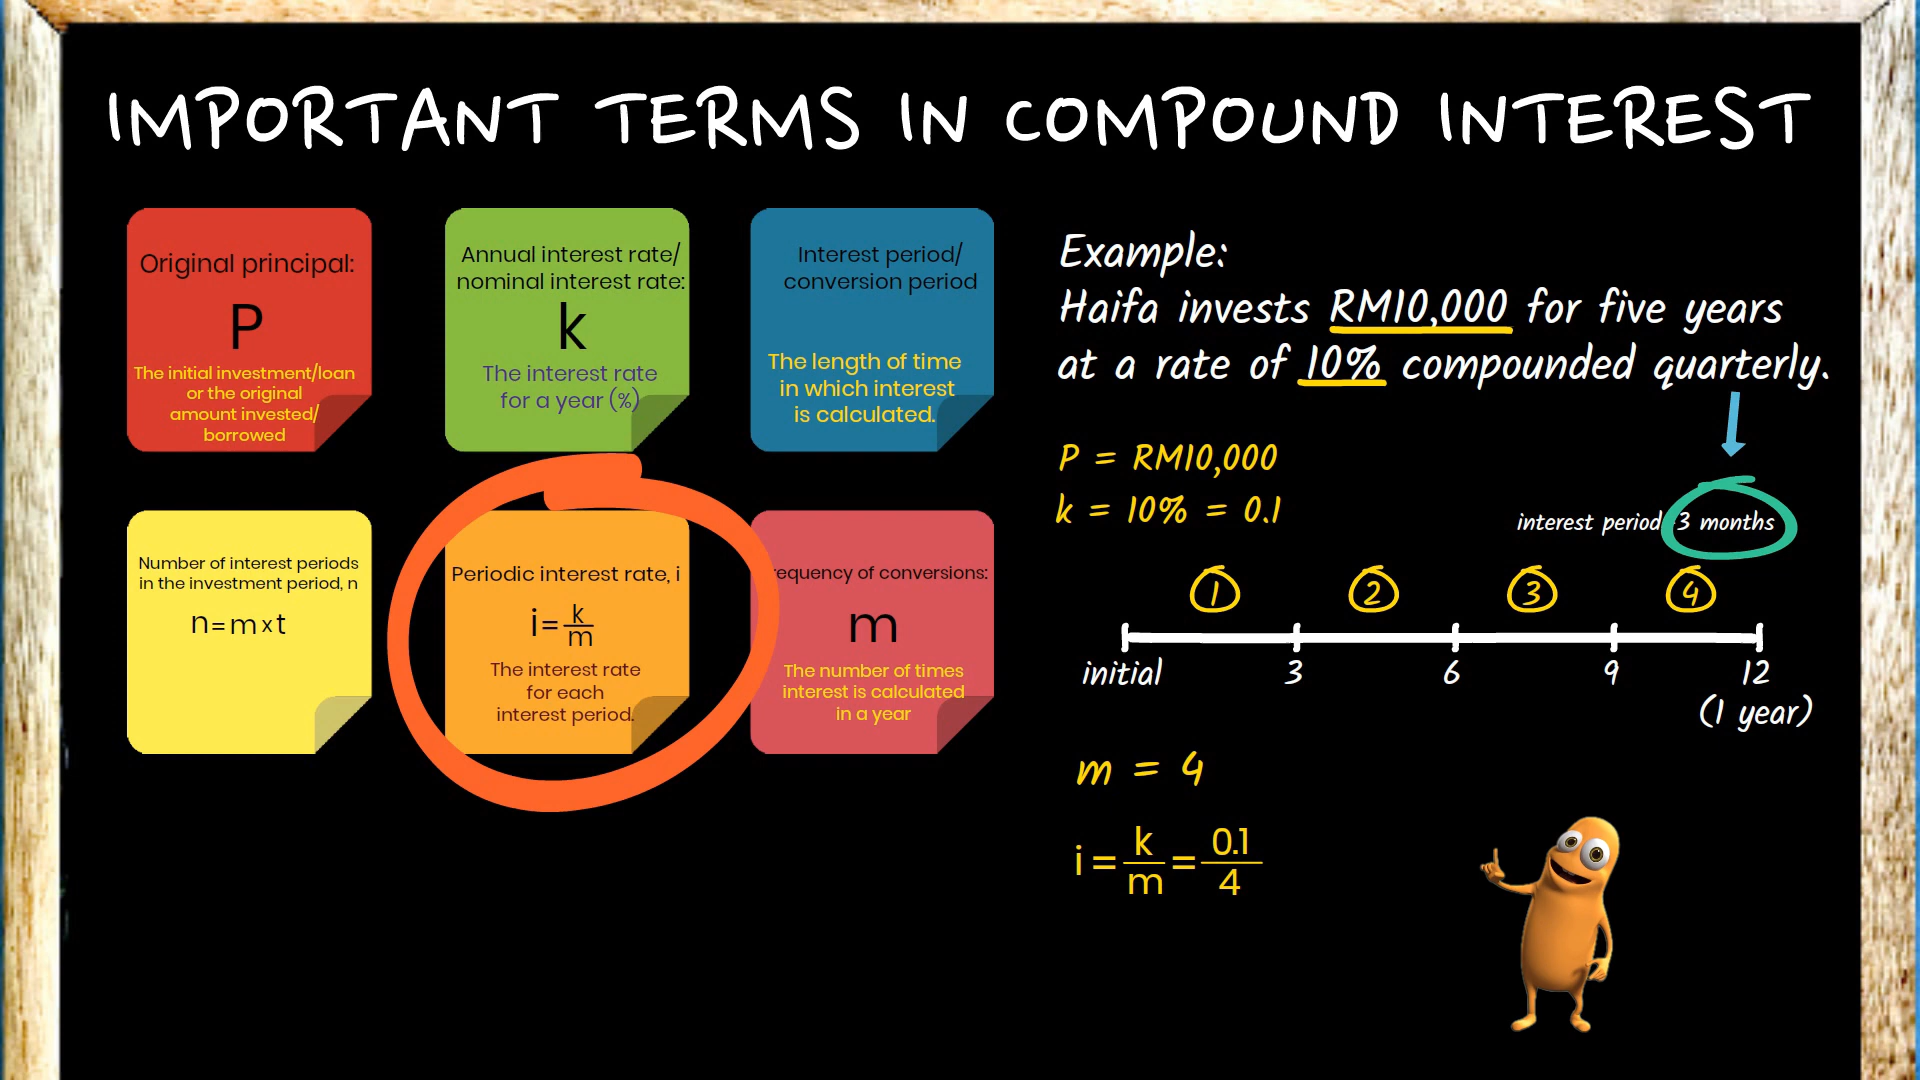 IMPORTANT TERMS IN COMPOUND INTEREST
Original principal:
P
The initial investment/loan
or the original
amount invested/
borrowed
Annual interest rate/
nominal interest rate:
k
The interest rate
for a year (%)
Interest period/
conversion period
The length of time
in which interest
is calculated.
Number of interest periods
in the investment period, n
n=m×t
Periodic interest rate, i
i=k/m
The interest rate
for each
interest period.
requency of conversions:
m
The number of times
interest is calculated
in a year
Example:
Haifa invests RM10,000 for five years
at a rate of 10% compounded quarterly.
P = RM10,000
k = 10% = 0.1
interest period 3 months
1 2 3 4
initial 3 6 9 12
(1 year)
m = 4
i=k/m=0.1/4